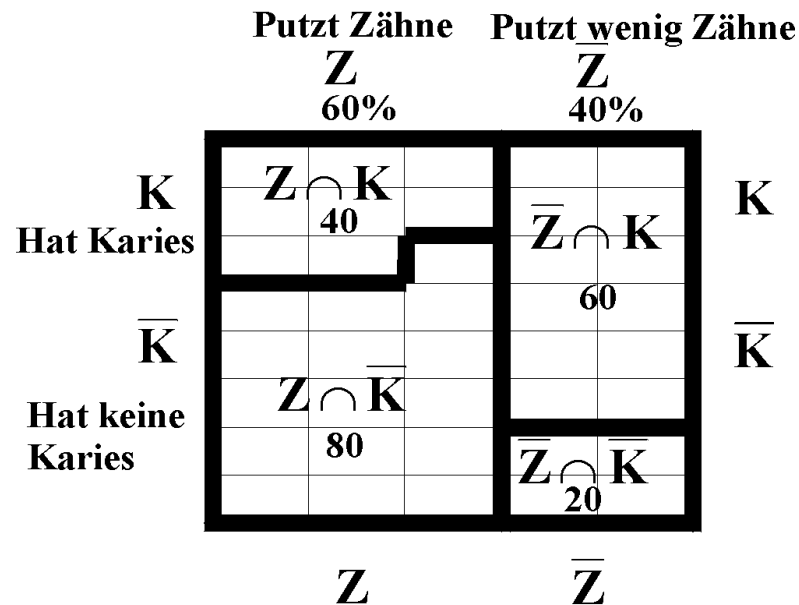 Putzt Zähne Putzt wenig Zähne
Z Z̅
60% 40%
K Z ∩ K K
40 Z̅ ∩ K
Hat Karies
60
K̅ K̅
Z ∩ K̅
Hat keine
80
Karies Z̅ ∩ K̅
20
Z Z̅